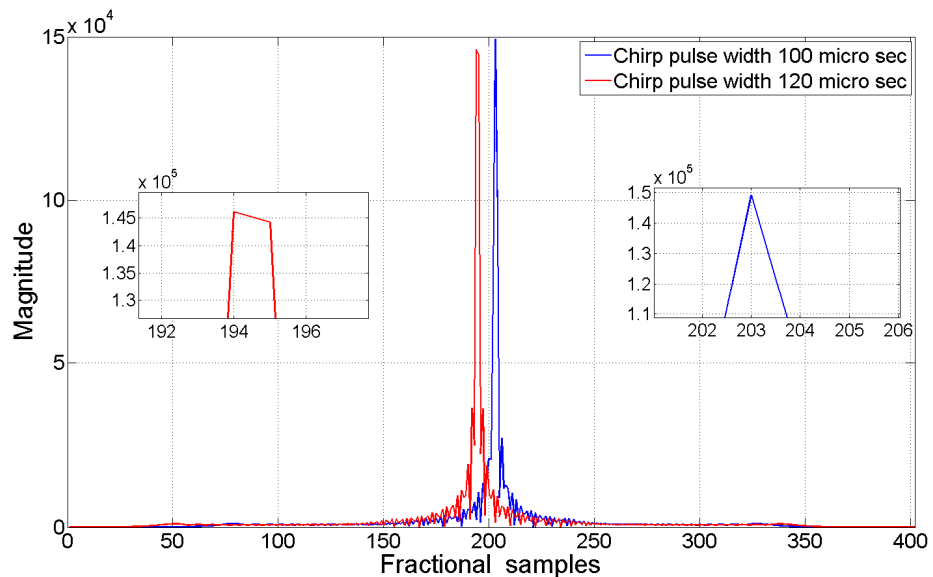 x 10^4
15
10
5
0
Magnitude
Chirp pulse width 100 micro sec
Chirp pulse width 120 micro sec
x 10^5
1.45
1.4
1.35
1.3
192 194 196
x 10^5
1.5
1.4
1.3
1.2
1.1
202 203 204 205 206
0 50 100 150 200 250 300 350 400
Fractional samples